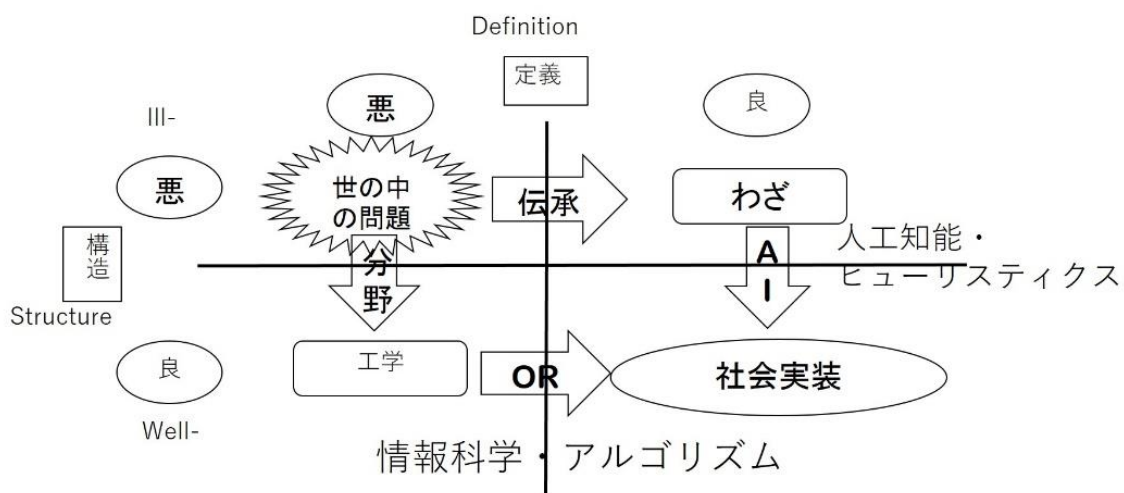 Definition
定義
悪
良
Ill-
悪
世の中
の問題
伝承
わざ
構造
Structure
分野
AI
人工知能・
ヒューリスティクス
良
Well-
工学
OR
社会実装
情報科学・アルゴリズム